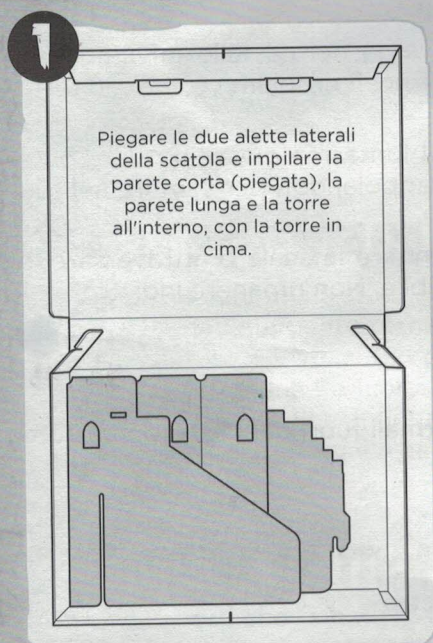 1
Piegare le due alette laterali
della scatola e impilare la
parete corta (piegata), la
parete lunga e la torre
all'interno, con la torre in
cima.